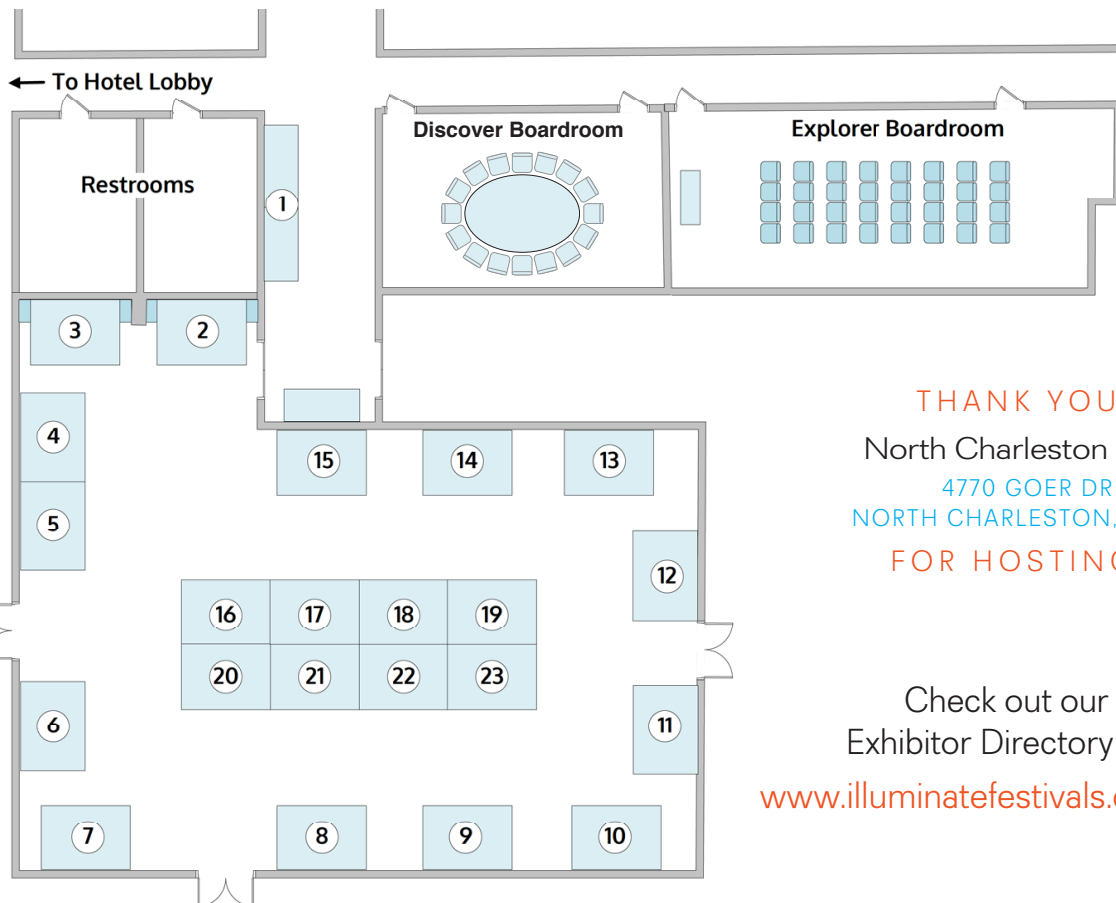 To Hotel Lobby
Restrooms
Discover Boardroom
Explorer Boardroom
1
3
2
4
5
15
14
13
12
16
17
18
19
20
21
22
23
6
11
7
8
9
10
THANK YOU
North Charleston
4770 GOER DR
NORTH CHARLESTON,
FOR HOSTING
Check out our
Exhibitor Directory
www.illuminatefestivals.